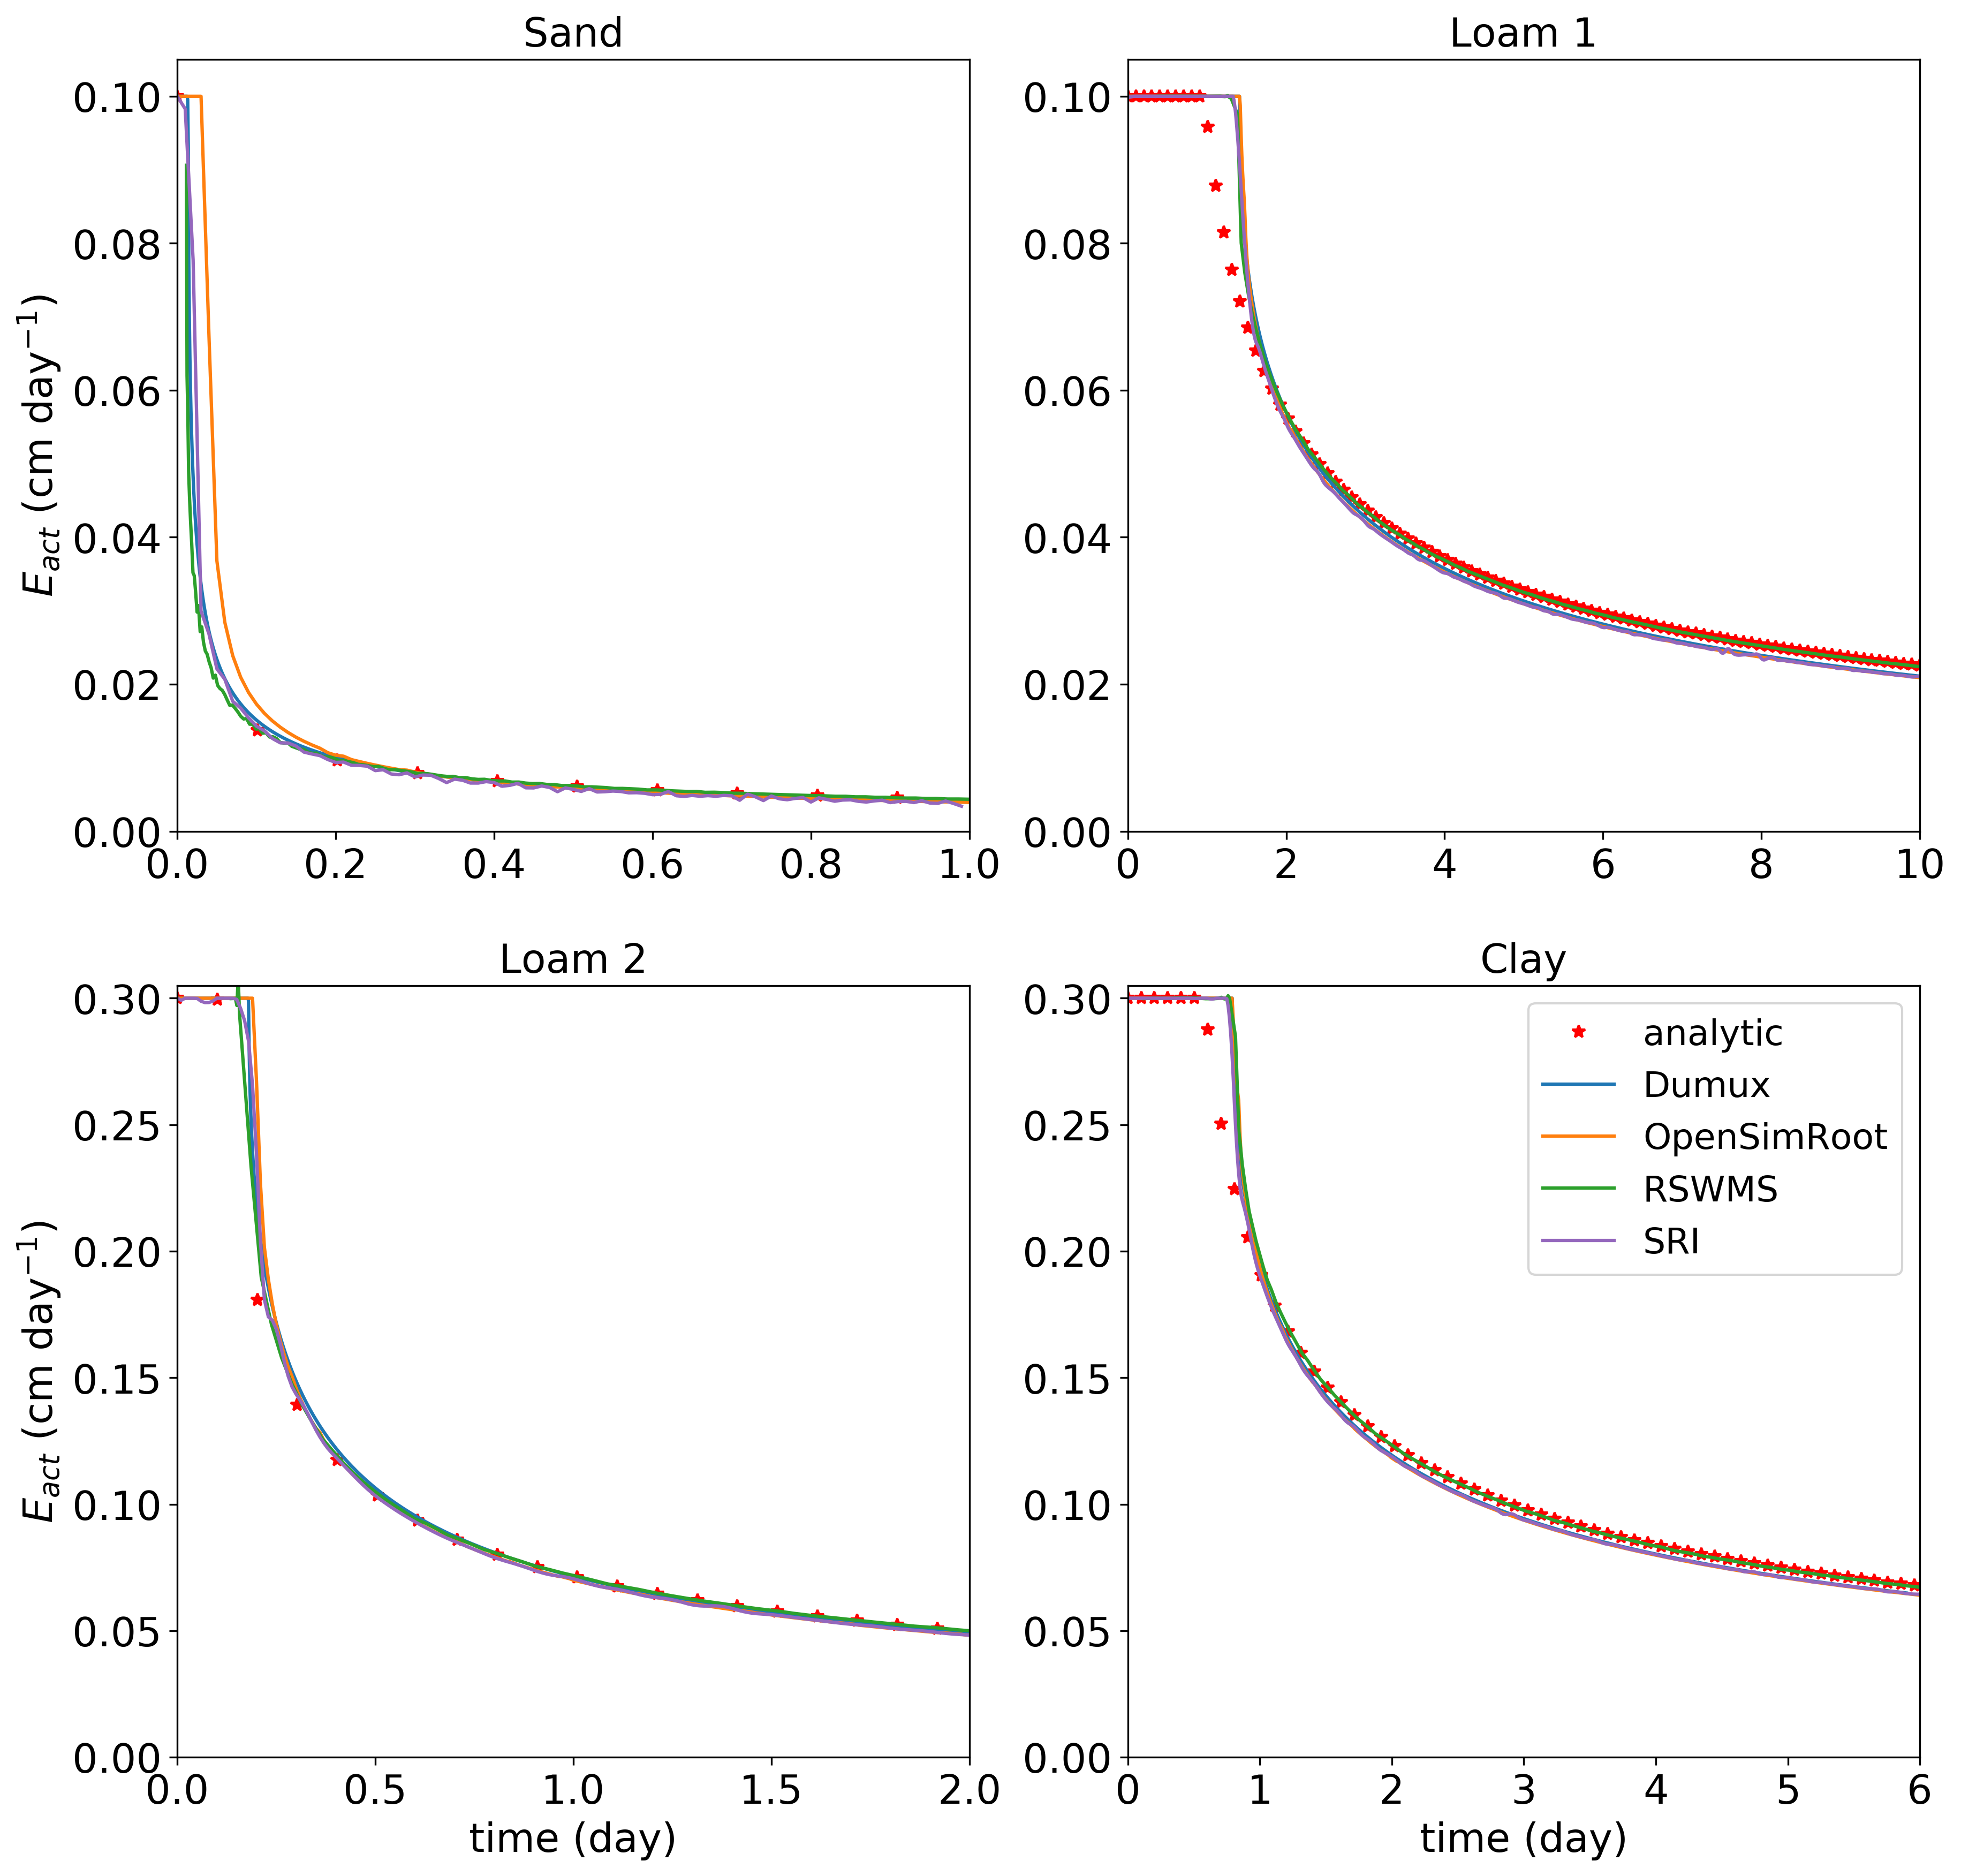 Sand
0.10
0.08
0.06
0.04
0.02
0.00
E_act (cm day⁻¹)
0.0 0.2 0.4 0.6 0.8 1.0
Loam 1
0.10
0.08
0.06
0.04
0.02
0.00
0 2 4 6 8 10
Loam 2
0.30
0.25
0.20
0.15
0.10
0.05
0.00
E_act (cm day⁻¹)
0.0 0.5 1.0 1.5 2.0
time (day)
Clay
0.30
0.25
0.20
0.15
0.10
0.05
0.00
analytic
Dumux
OpenSimRoot
RSWMS
SRI
0 1 2 3 4 5 6
time (day)